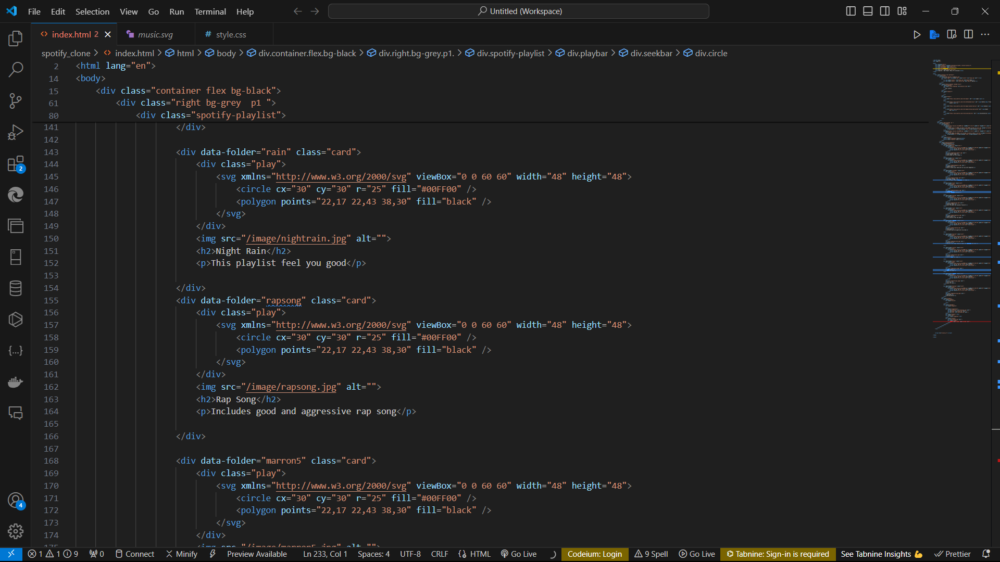 File Edit Selection View Go Run Terminal Help
Untitled (Workspace)
index.html 2
music.svg
style.css
spotify_clone > index.html > html > body > div.container.flex.bg-black > div.right.bg-grey.p1. > div.spotify-playlist > div.playbar > div.seekbar > div.circle
2 <html lang="en">
14 <body>
15 <div class="container flex bg-black">
61 <div class="right bg-grey  p1 ">
80 <div class="spotify-playlist">
141 </div>
142
143 <div data-folder="rain" class="card">
144 <div class="play">
145 <svg xmlns="http://www.w3.org/2000/svg" viewBox="0 0 60 60" width="48" height="48">
146 <circle cx="30" cy="30" r="25" fill="#00FF00" />
147 <polygon points="22,17 22,43 38,30" fill="black" />
148 </svg>
149 </div>
150 <img src="/image/nightrain.jpg" alt="">
151 <h2>Night Rain</h2>
152 <p>This playlist feel you good</p>
153
154 </div>
155 <div data-folder="rapsong" class="card">
156 <div class="play">
157 <svg xmlns="http://www.w3.org/2000/svg" viewBox="0 0 60 60" width="48" height="48">
158 <circle cx="30" cy="30" r="25" fill="#00FF00" />
159 <polygon points="22,17 22,43 38,30" fill="black" />
160 </svg>
161 </div>
162 <img src="/image/rapsong.jpg" alt="">
163 <h2>Rap Song</h2>
164 <p>Includes good and aggressive rap song</p>
165
166 </div>
167
168 <div data-folder="marron5" class="card">
169 <div class="play">
170 <svg xmlns="http://www.w3.org/2000/svg" viewBox="0 0 60 60" width="48" height="48">
171 <circle cx="30" cy="30" r="25" fill="#00FF00" />
172 <polygon points="22,17 22,43 38,30" fill="black" />
173 </svg>
174 </div>
2
4
1 1 9 0 Connect Minify Preview Available Ln 233, Col 1 Spaces: 4 UTF-8 CRLF HTML Go Live Codeium: Login 9 Spell Go Live Tabnine: Sign-in is required See Tabnine Insights Prettier